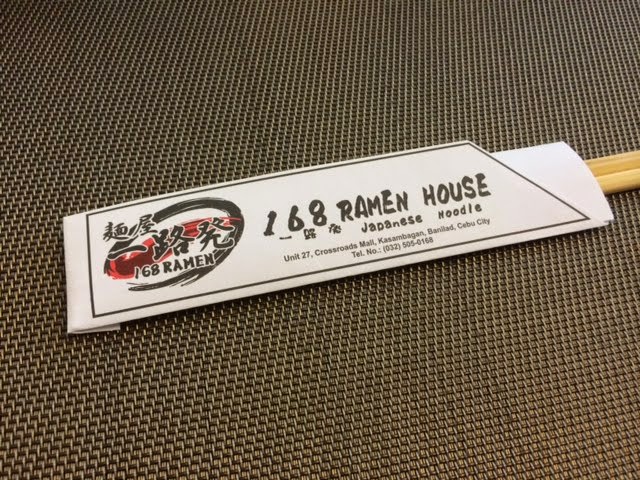 麺屋
一路発
168 RAMEN
168 RAMEN HOUSE
一路発 Japanese Noodle
Unit 27, Crossroads Mall, Kasambagan, Banilad, Cebu City
Tel. No.: (032) 505-0168